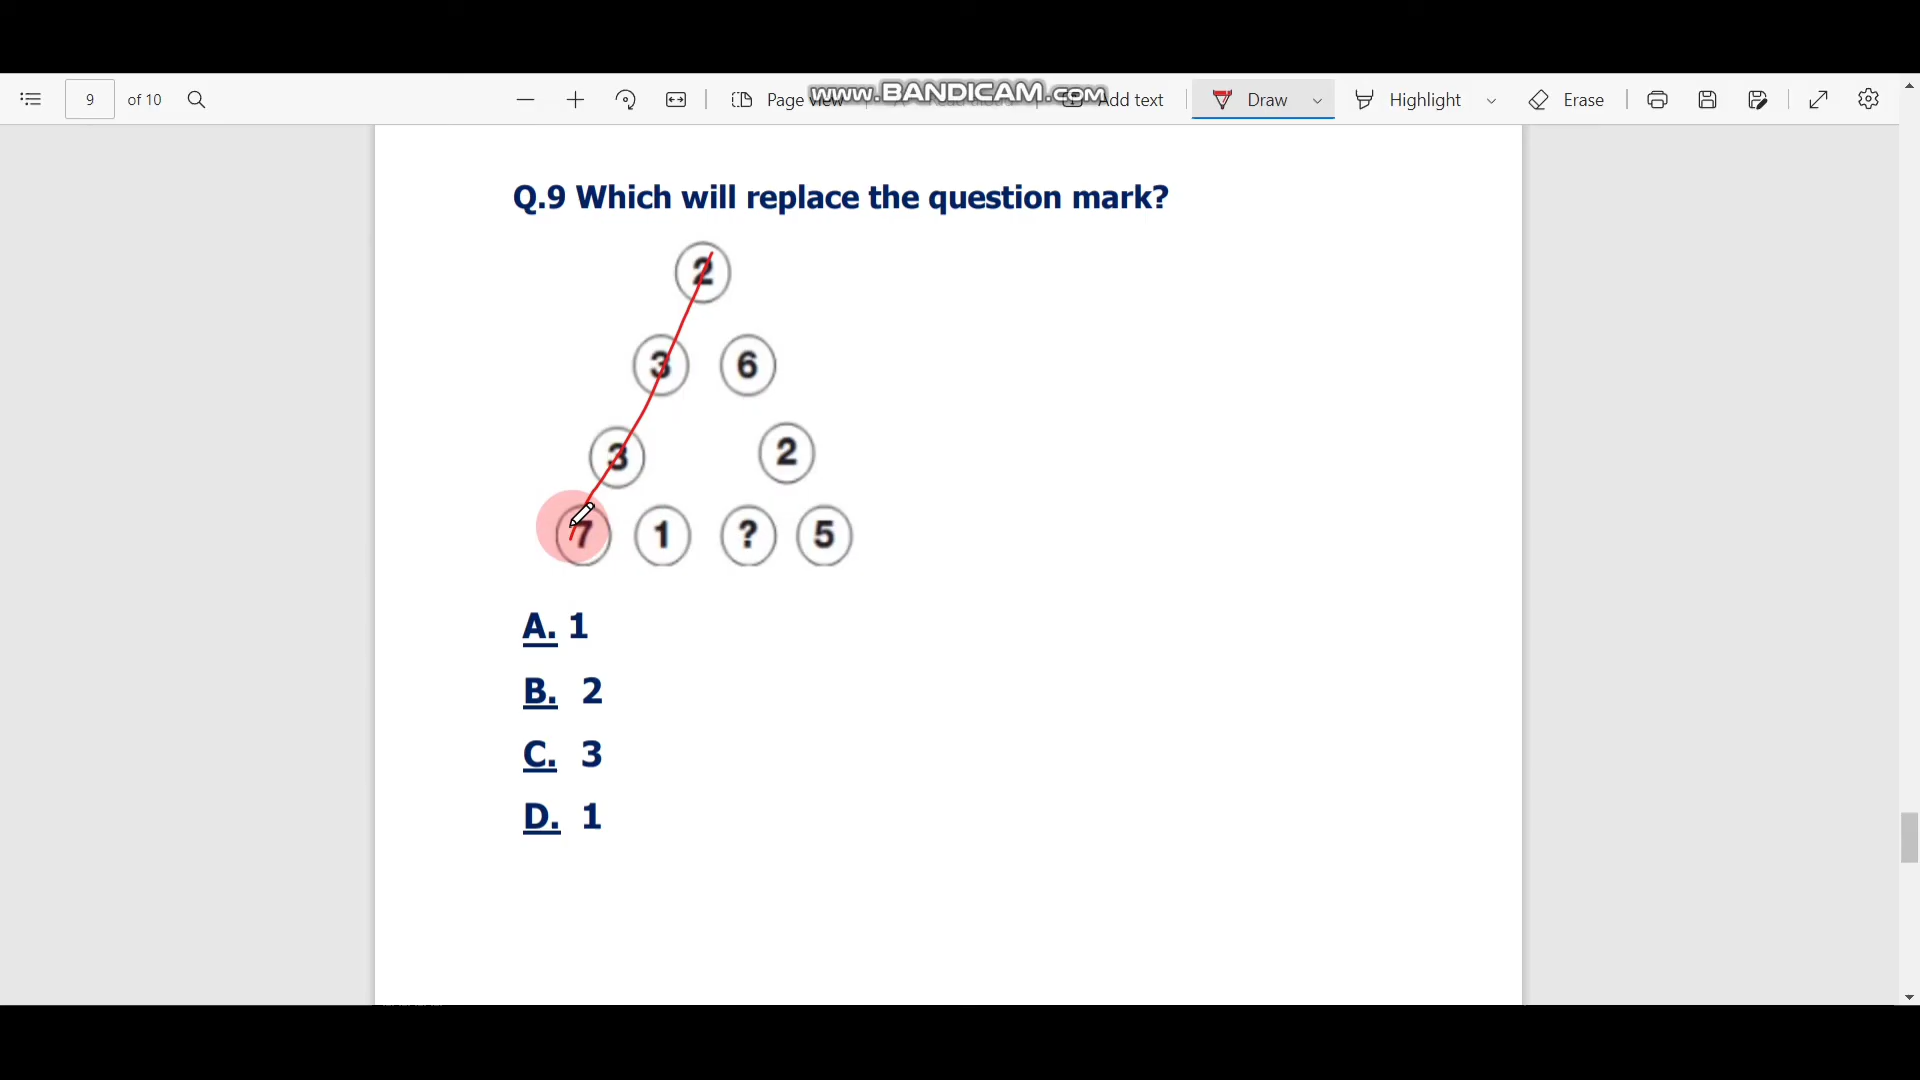 www.BANDICAM.com
9 of 10 Page view Add text Draw Highlight Erase
Q.9 Which will replace the question mark?
2
3 6
3 2
7 1 ? 5
A. 1
B. 2
C. 3
D. 1